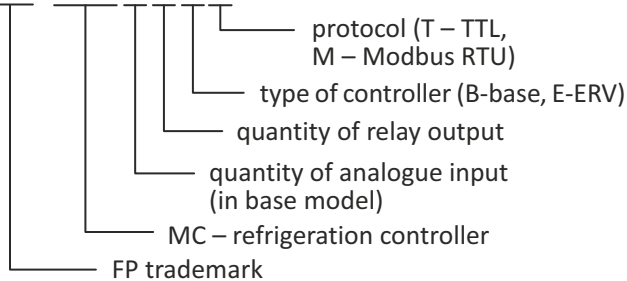 protocol (T – TTL,
M – Modbus RTU)
type of controller (B-base, E-ERV)
quantity of relay output
quantity of analogue input
(in base model)
MC – refrigeration controller
FP trademark